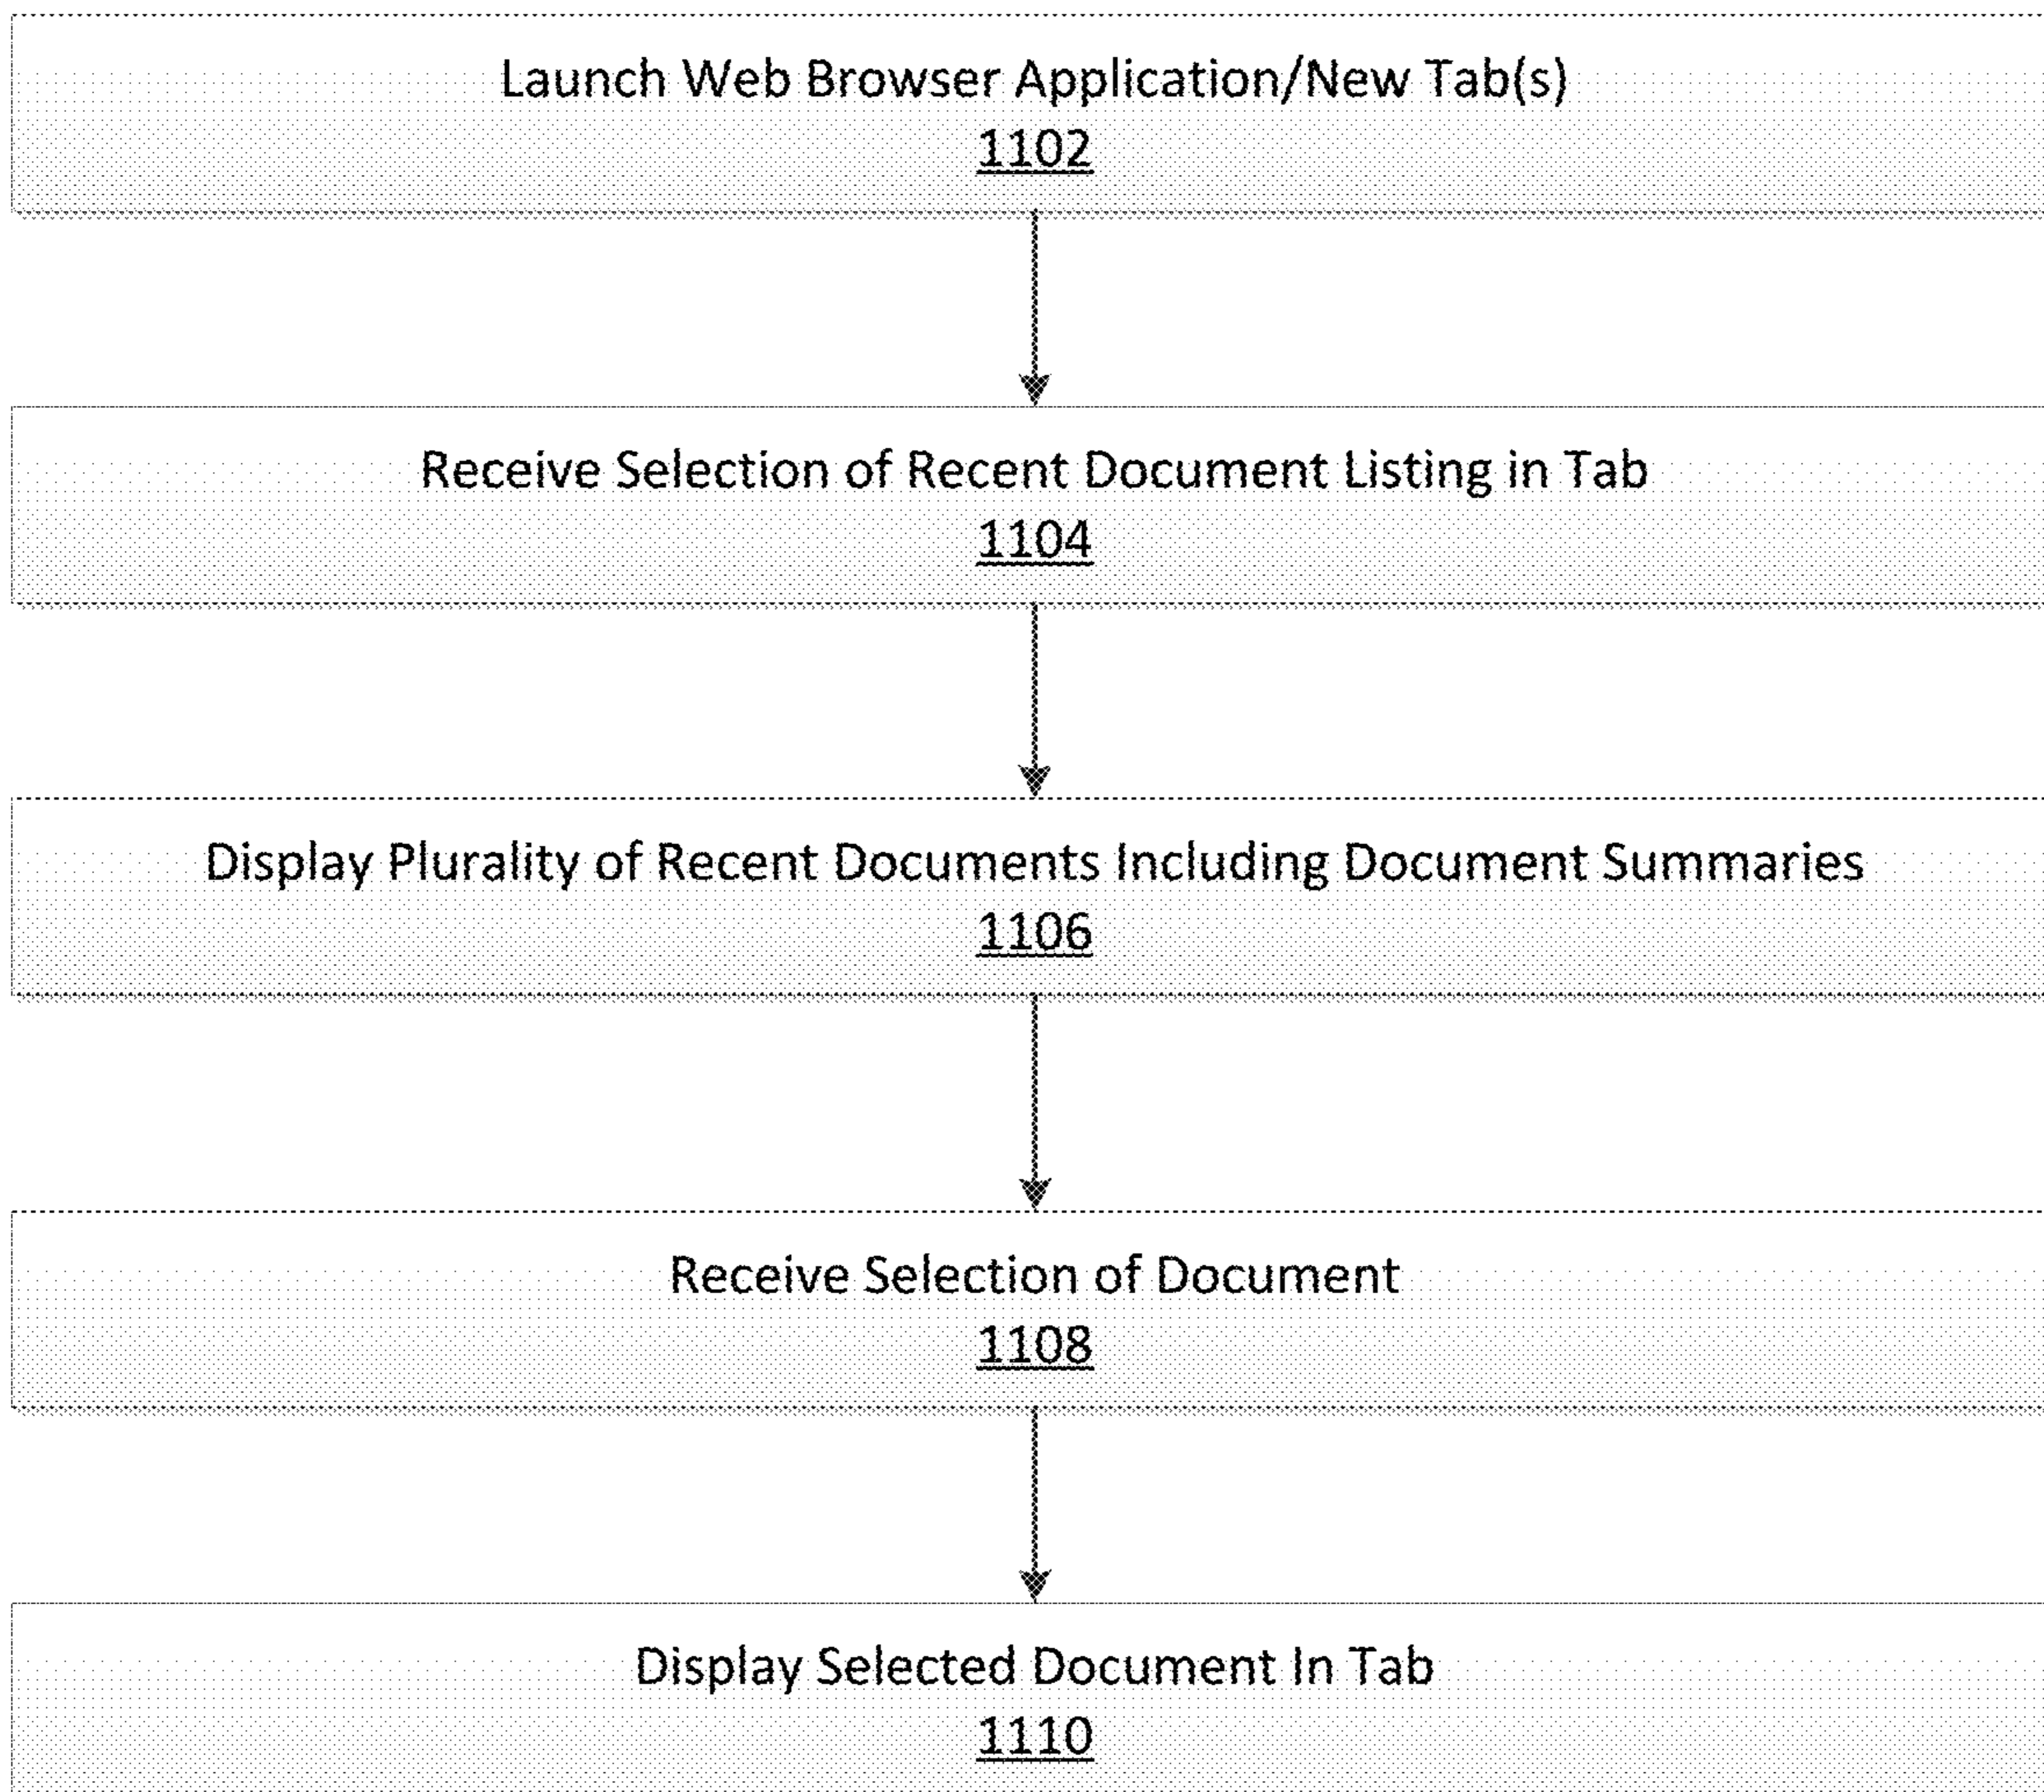 Launch Web Browser Application/New Tab(s)
1102
Receive Selection of Recent Document Listing in Tab
1104
Display Plurality of Recent Documents Including Document Summaries
1106
Receive Selection of Document
1108
Display Selected Document In Tab
1110